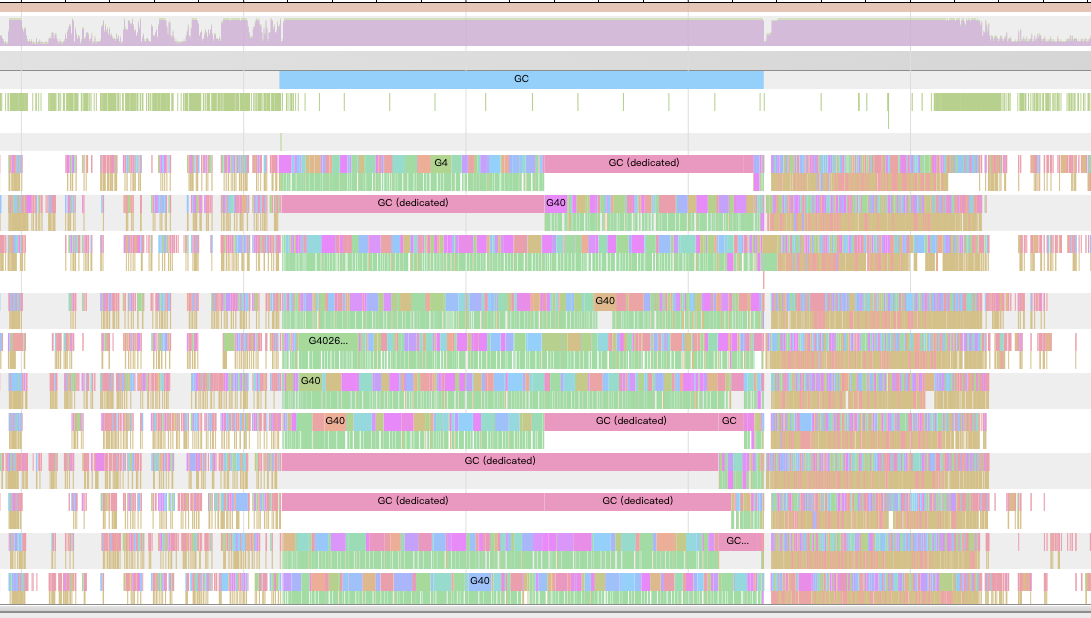 GC
G4 GC (dedicated)
GC (dedicated) G40
G40
G4026...
G40
G40 GC (dedicated) GC
GC (dedicated)
GC (dedicated) GC (dedicated)
GC...
G40